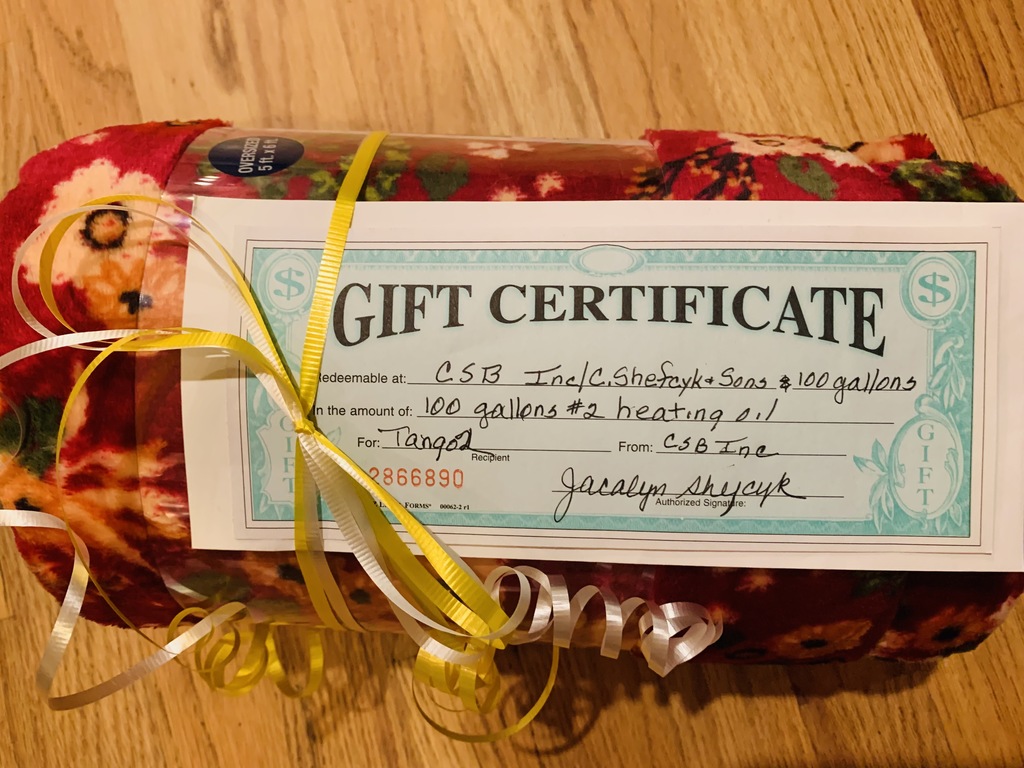 OVERSIZED
5 ft. x 6 ft.
$ $
GIFT CERTIFICATE
Redeemable at: CSB Inc/C. Shefcyk & Sons & 100 gallons
In the amount of: 100 gallons #2 heating oil
For: From: CSB Inc
Recipient
2866890
Jacalyn Shefcyk
Authorized Signature:
FORMS® 00062-2 r1
GIFT
GIFT